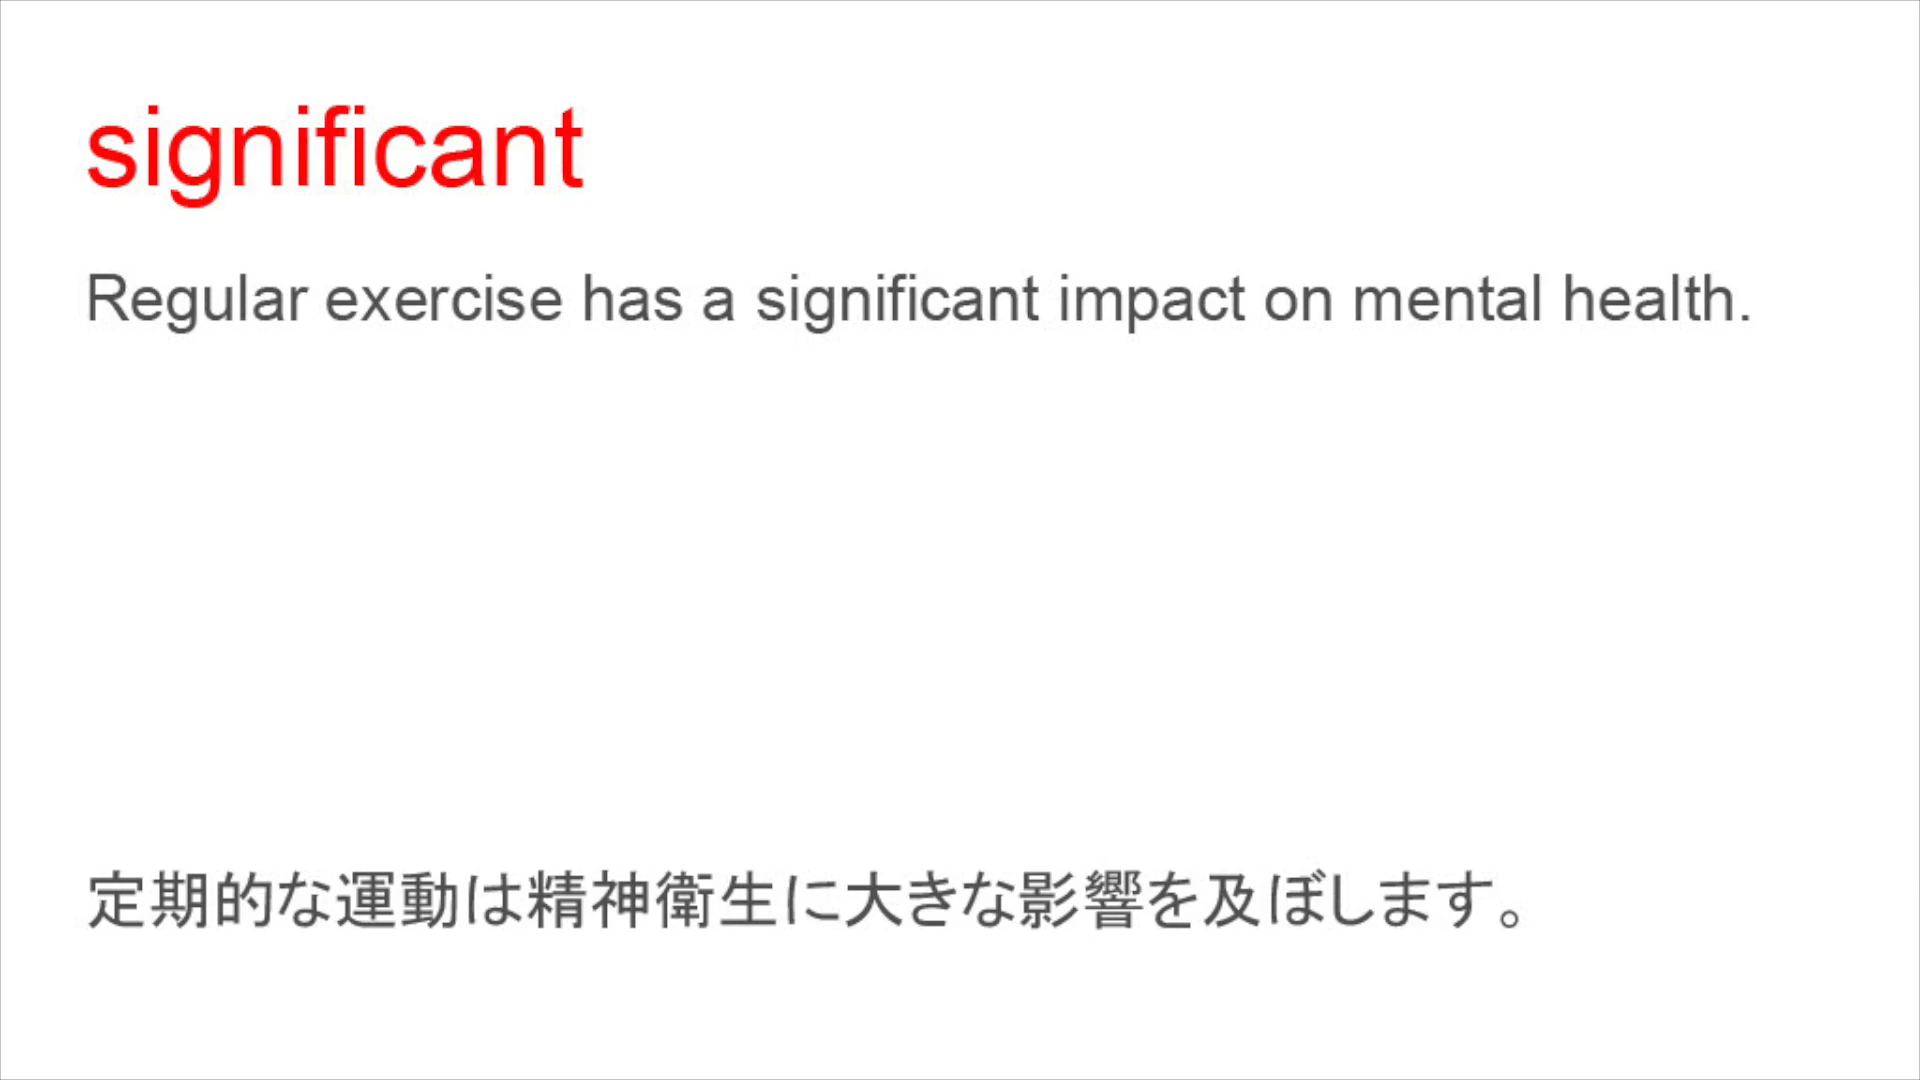 significant
Regular exercise has a significant impact on mental health.
定期的な運動は精神衛生に大きな影響を及ぼします。